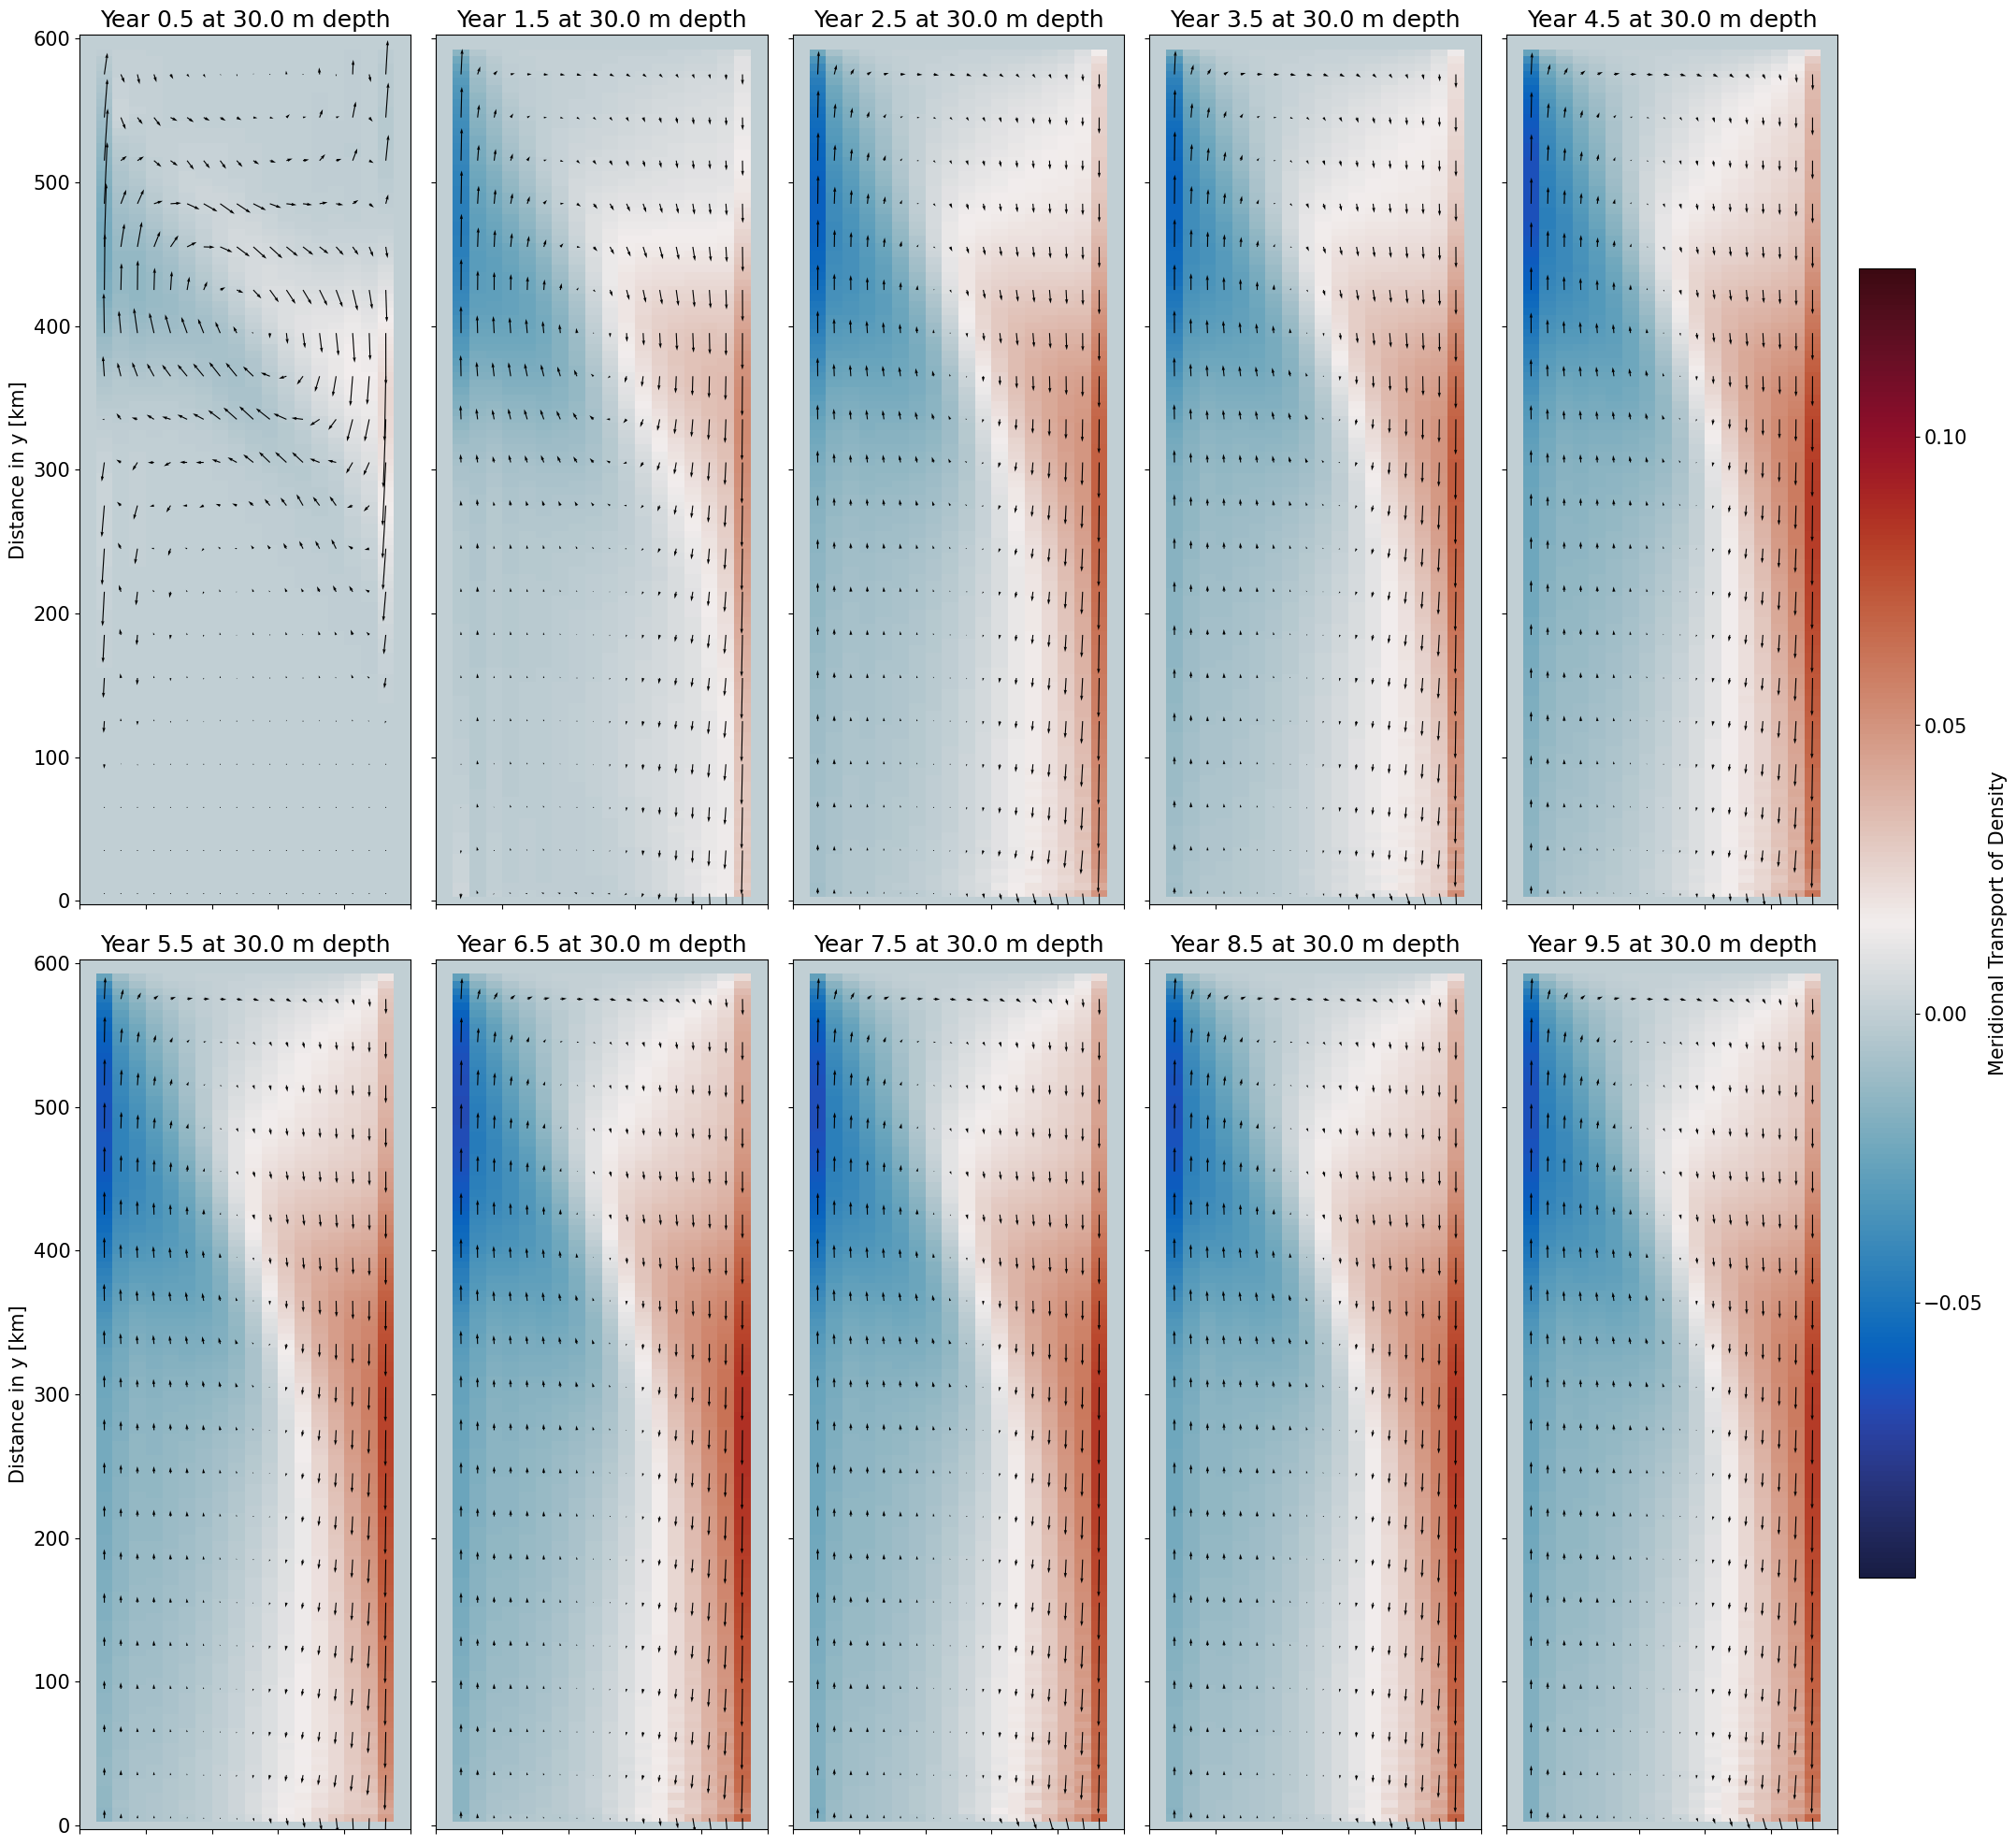 Year 0.5 at 30.0 m depth
Year 1.5 at 30.0 m depth
Year 2.5 at 30.0 m depth
Year 3.5 at 30.0 m depth
Year 4.5 at 30.0 m depth
600
500
400
300
200
100
0
Distance in y [km]
Year 5.5 at 30.0 m depth
Year 6.5 at 30.0 m depth
Year 7.5 at 30.0 m depth
Year 8.5 at 30.0 m depth
Year 9.5 at 30.0 m depth
600
500
400
300
200
100
0
Distance in y [km]
0.10
0.05
0.00
−0.05
Meridional Transport of Density